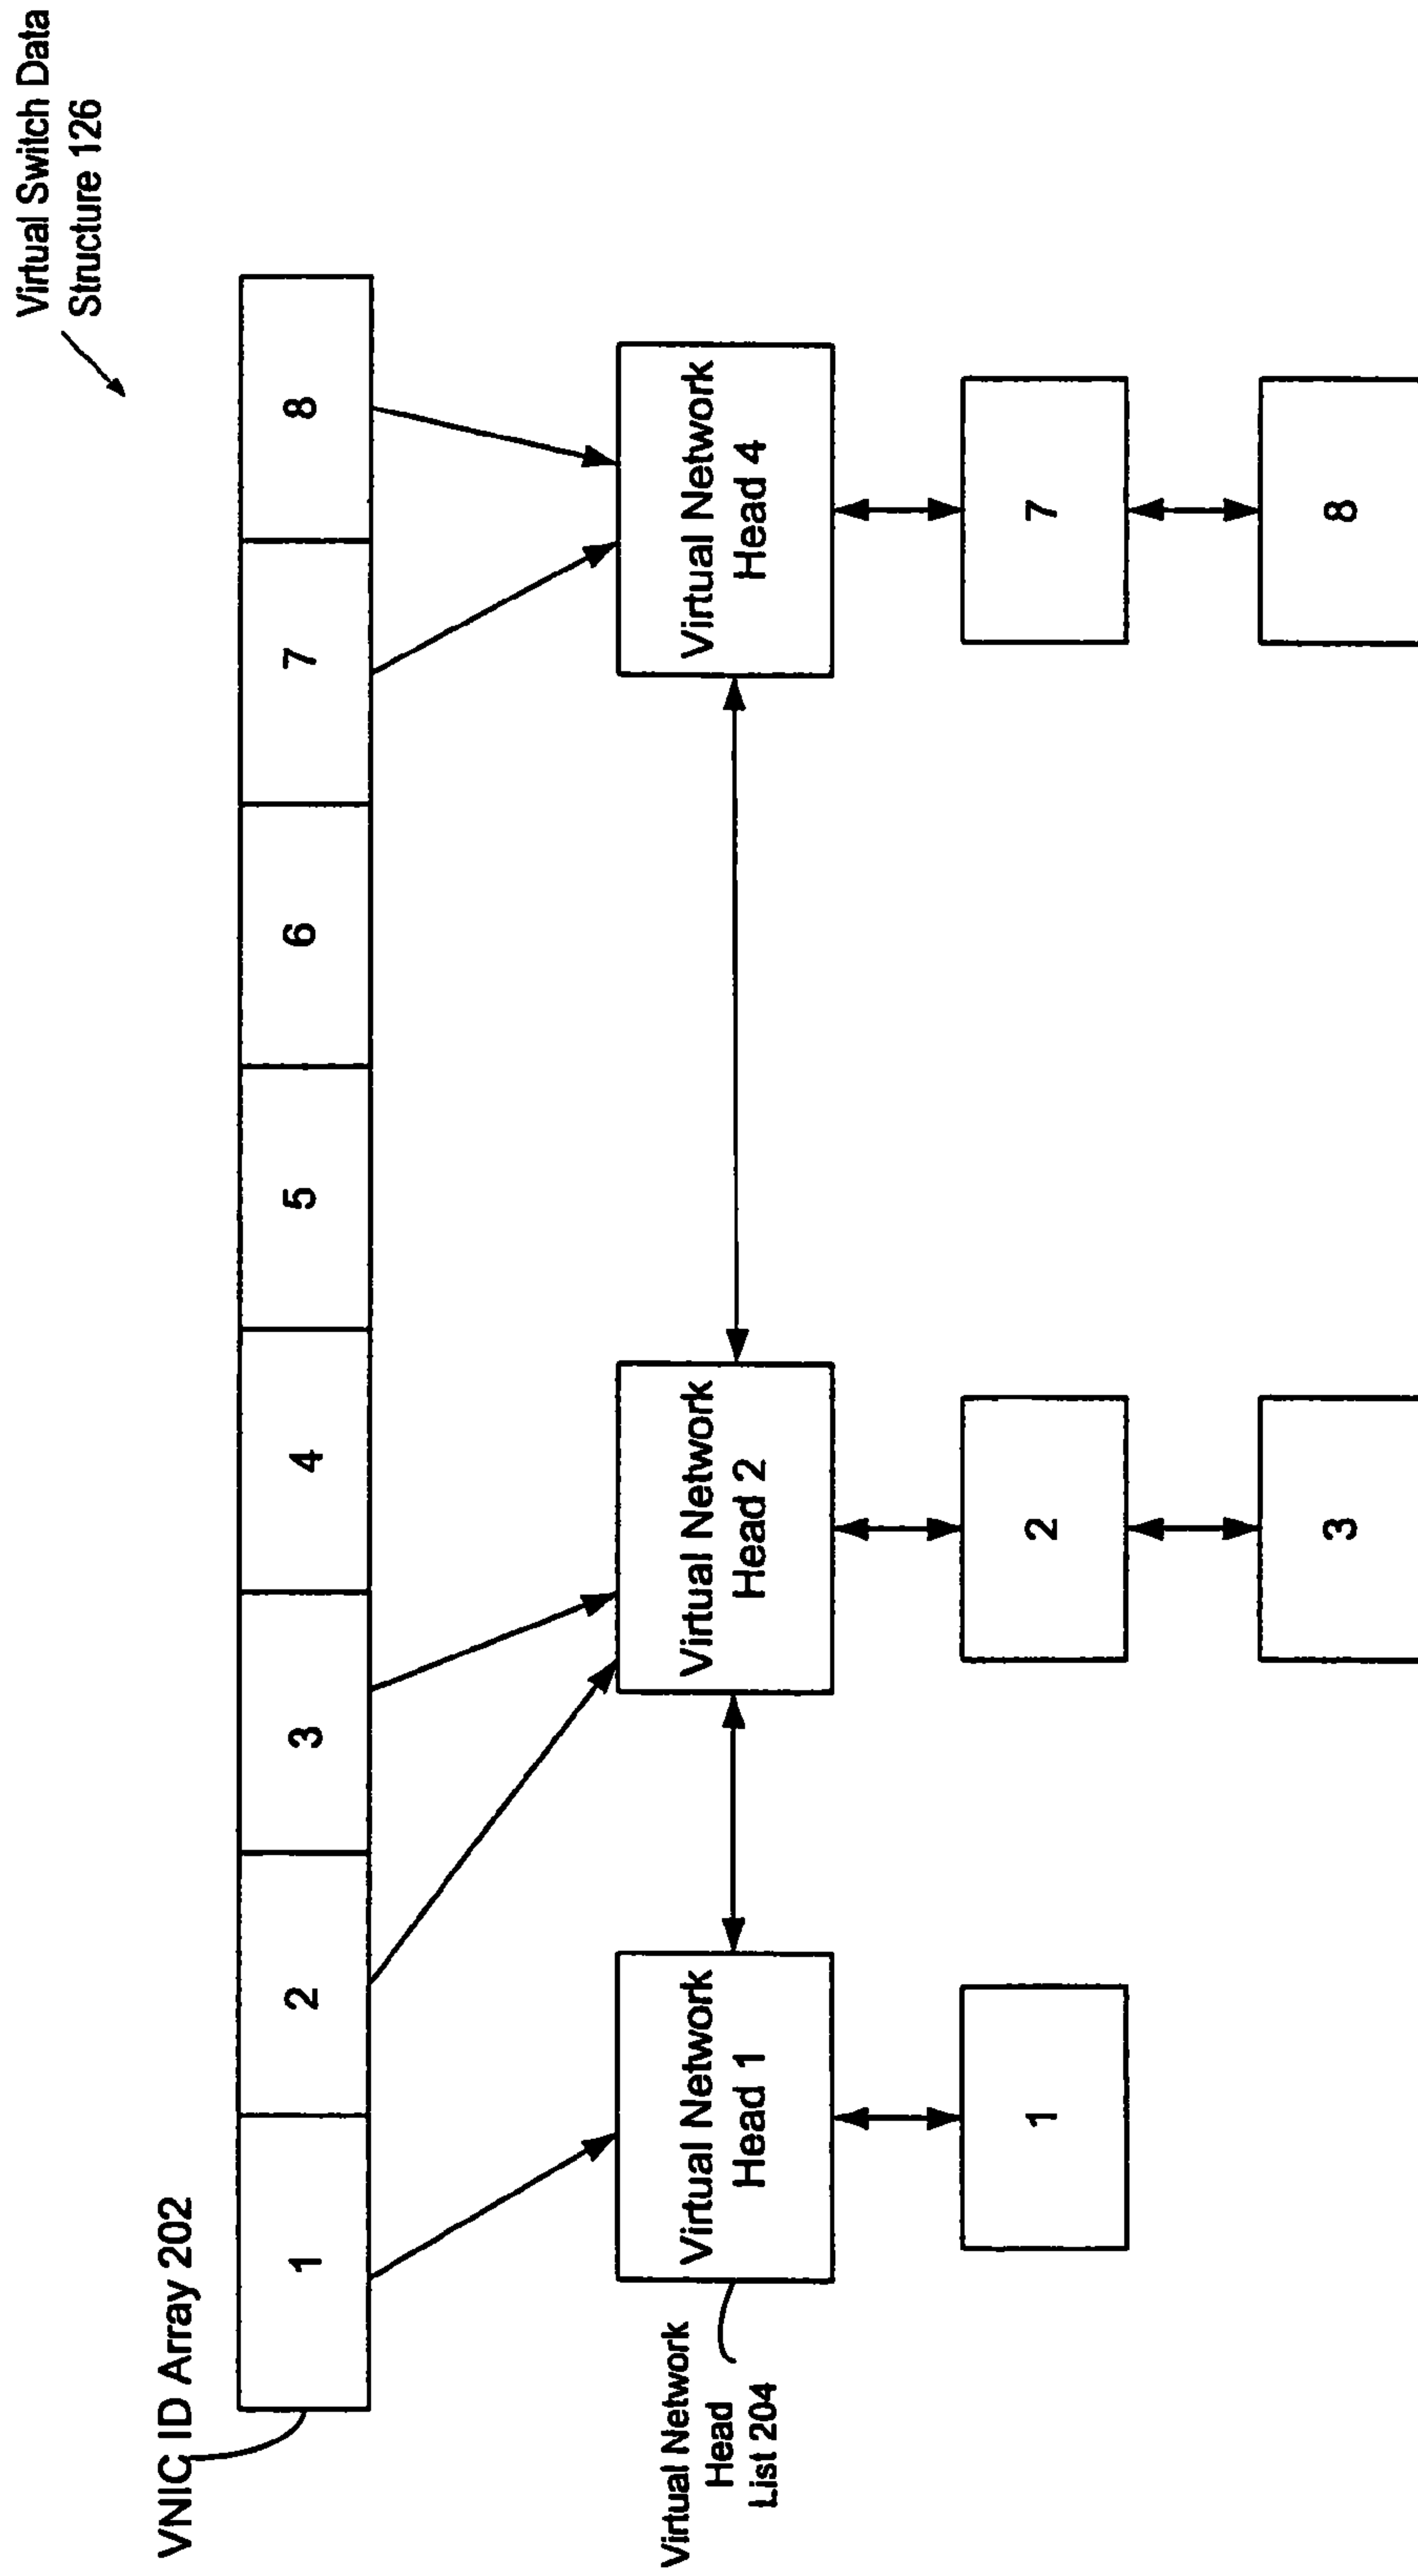 Virtual Switch Data
Structure 126
VNIC ID Array 202
1
2
3
4
5
6
7
8
Virtual Network
Head
List 204
Virtual Network
Head 1
Virtual Network
Head 2
Virtual Network
Head 4
1
2
7
3
8